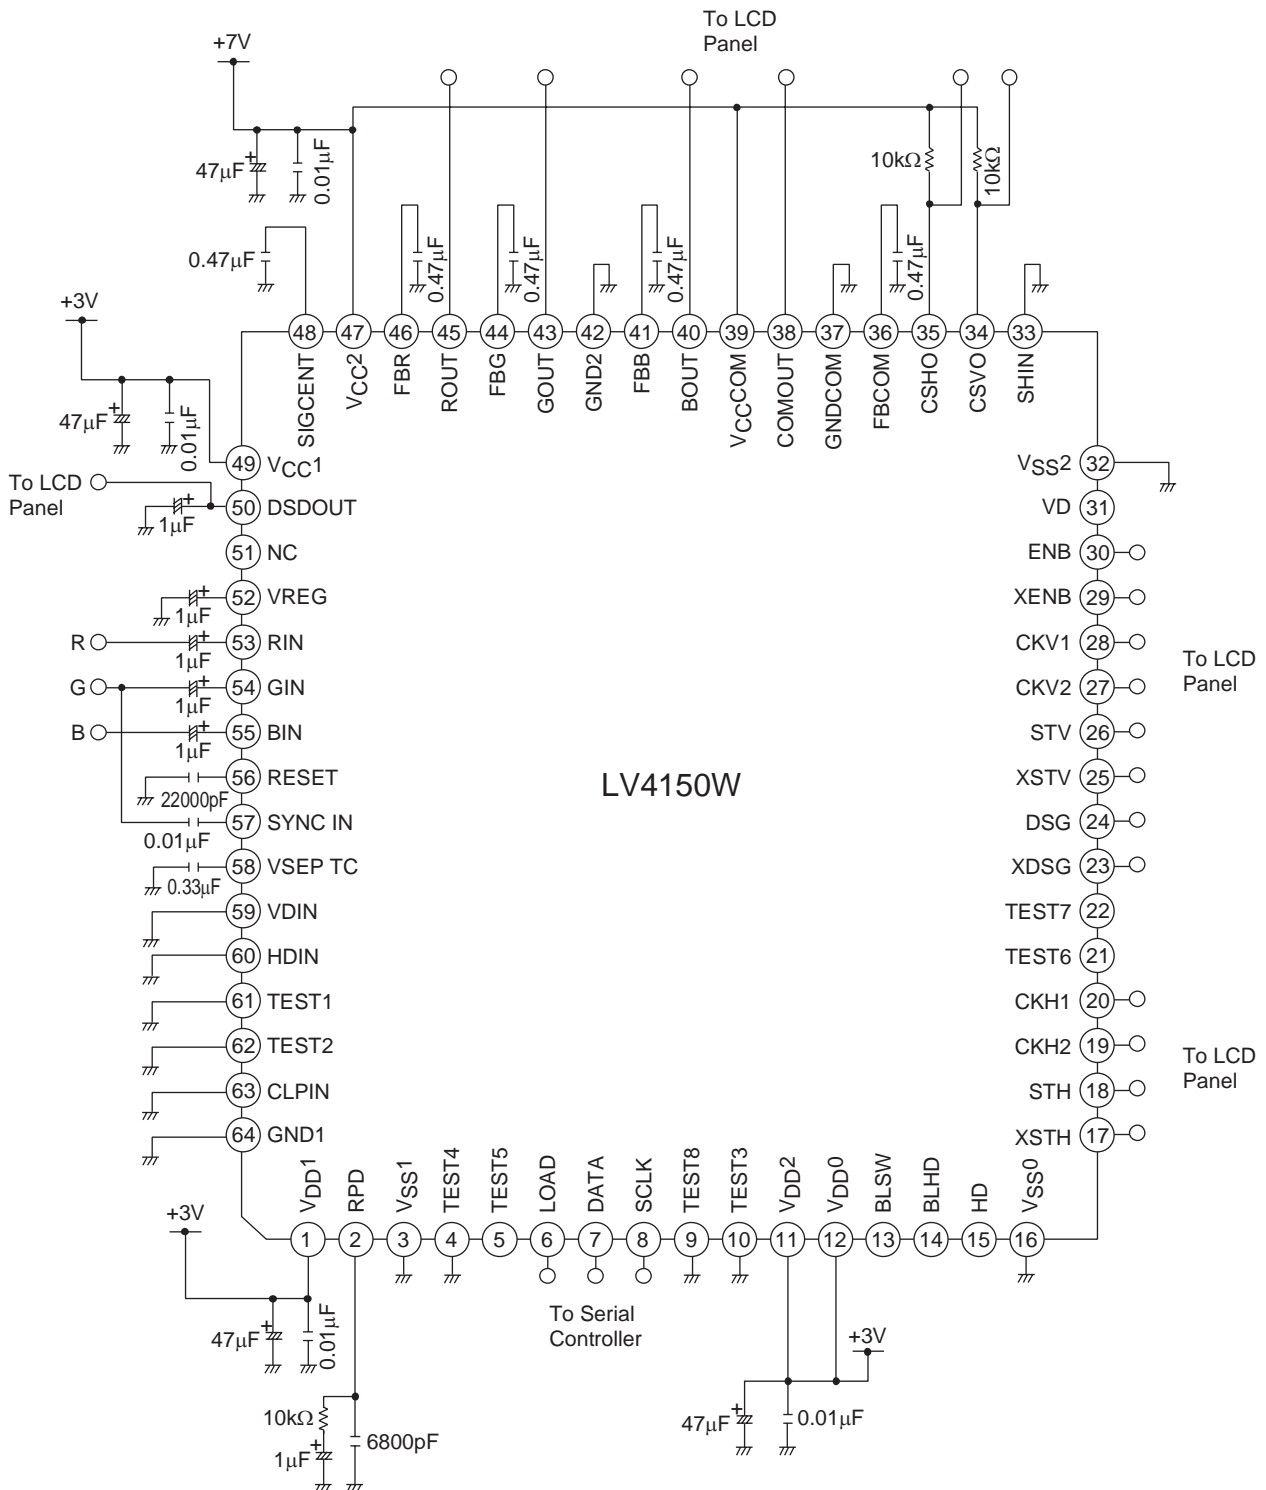 To LCD
Panel
+7V
47µF
+
0.01µF
10kΩ
10kΩ
0.47µF
0.47µF
0.47µF
0.47µF
0.47µF
+3V
47µF
+
0.01µF
48 47 46 45 44 43 42 41 40 39 38 37 36 35 34 33
SIGCENT
VCC2
FBR
ROUT
FBG
GOUT
GND2
FBB
BOUT
VCCCOM
COMOUT
GNDCOM
FBCOM
CSHO
CSVO
SHIN
49 VCC1
To LCD
Panel
+
1µF
50 DSDOUT
51 NC
+
1µF
52 VREG
R
+
1µF
53 RIN
G
+
1µF
54 GIN
B
+
1µF
55 BIN
22000pF
56 RESET
0.01µF
57 SYNC IN
0.33µF
58 VSEP TC
59 VDIN
60 HDIN
61 TEST1
62 TEST2
63 CLPIN
64 GND1
LV4150W
VSS2 32
VD 31
ENB 30
XENB 29
CKV1 28
CKV2 27
STV 26
XSTV 25
DSG 24
XDSG 23
To LCD
Panel
TEST7 22
TEST6 21
CKH1 20
CKH2 19
STH 18
XSTH 17
To LCD
Panel
VDD1
RPD
VSS1
TEST4
TEST5
LOAD
DATA
SCLK
TEST8
TEST3
VDD2
VDD0
BLSW
BLHD
HD
VSS0
1 2 3 4 5 6 7 8 9 10 11 12 13 14 15 16
+3V
47µF
+
0.01µF
To Serial
Controller
+3V
47µF
+
0.01µF
10kΩ
1µF
+
6800pF